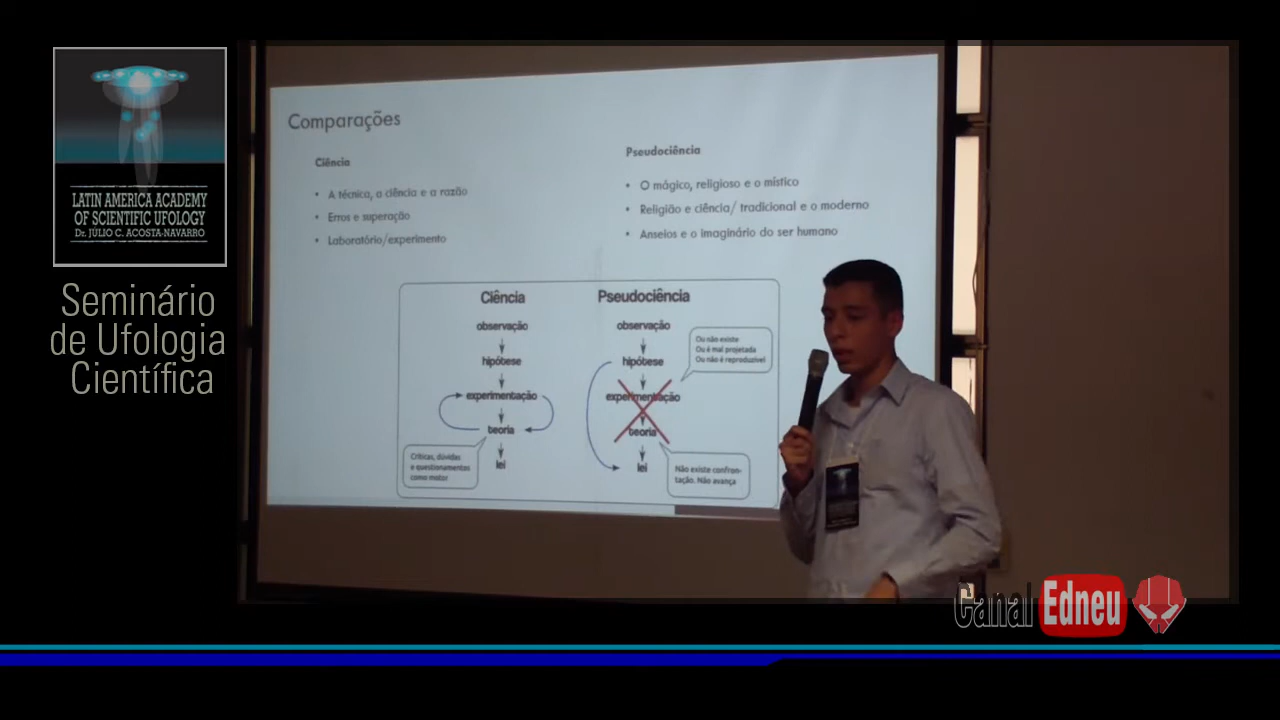 LATIN AMERICA ACADEMY
OF SCIENTIFIC UFOLOGY
Dr. JÚLIO C. ACOSTA-NAVARRO
Seminário
de Ufologia
Científica
Comparações
Ciência
• A técnica, a ciência e a razão
• Erros e superação
• Laboratório/experimento
Pseudociência
• O mágico, religioso e o místico
• Religião e ciência/ tradicional e o moderno
• Anseios e o imaginário do ser humano
Ciência
observação
hipótese
experimentação
teoria
lei
Críticas, dúvidas
e questionamentos
como motor
Pseudociência
observação
hipótese
experimentação
teoria
lei
Ou não existe
Ou é mal projetada
Ou não é reproduzível
Não existe confron-
tação. Não avança
Canal Edneu